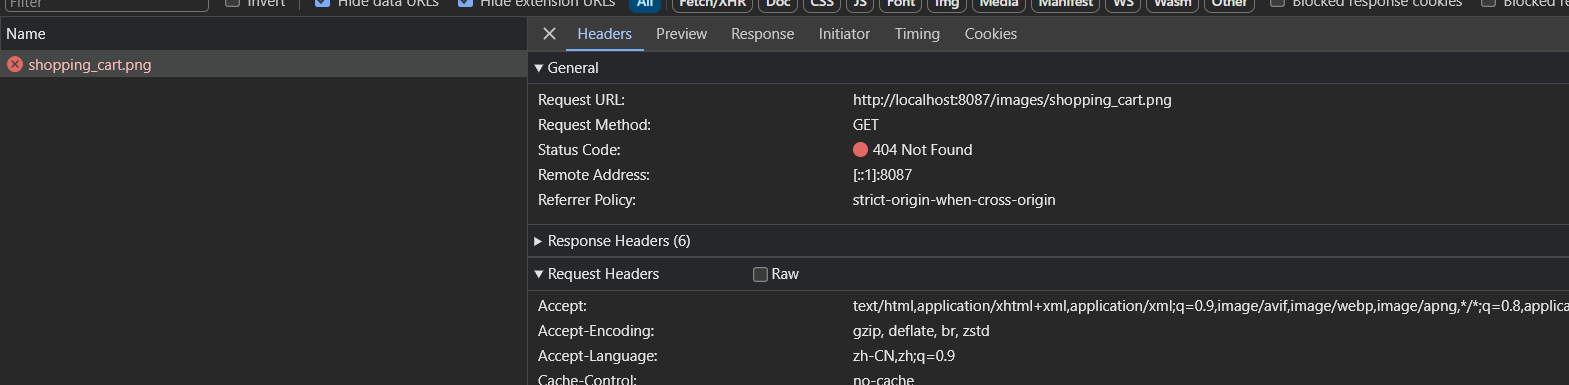 Filter Invert Hide data URLs Hide extension URLs All Fetch/XHR Doc CSS JS Font Img Media Manifest WS Wasm Other Blocked response cookies Blocked
Name
Headers Preview Response Initiator Timing Cookies
shopping_cart.png
General
Request URL: http://localhost:8087/images/shopping_cart.png
Request Method: GET
Status Code: 404 Not Found
Remote Address: [::1]:8087
Referrer Policy: strict-origin-when-cross-origin
Response Headers (6)
Request Headers Raw
Accept: text/html,application/xhtml+xml,application/xml;q=0.9,image/avif,image/webp,image/apng,*/*;q=0.8,applica
Accept-Encoding: gzip, deflate, br, zstd
Accept-Language: zh-CN,zh;q=0.9
Cache-Control: no-cache